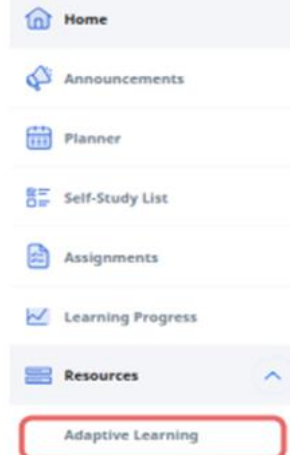 Home
Announcements
Planner
Self-Study List
Assignments
Learning Progress
Resources
Adaptive Learning